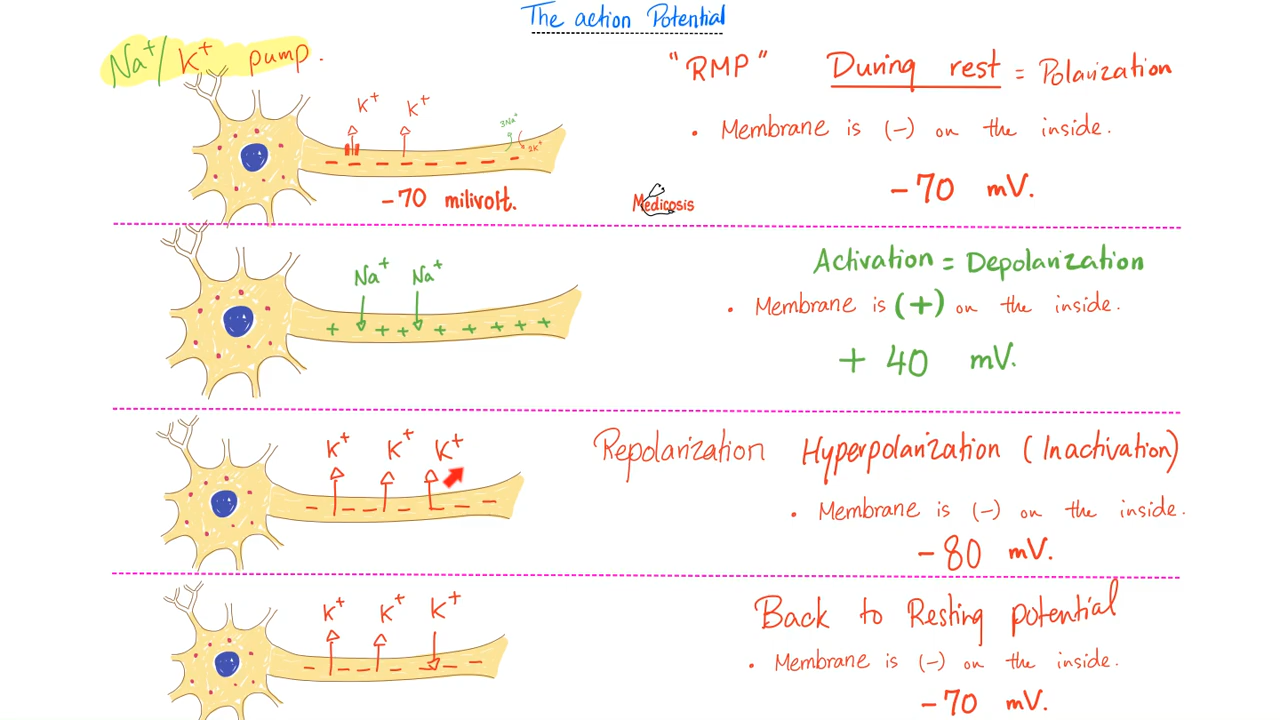 The action Potential
Na+/ K+ pump.
"RMP" During rest = Polarization
K+ K+
3Na+
2K+
• Membrane is (-) on the inside.
-70 milivolt.
-70 mV.
Medicosis
Activation = Depolarization
Na+ Na+
• Membrane is (+) on the inside.
+ 40 mV.
K+ K+ K+
Repolarization Hyperpolarization (Inactivation)
• Membrane is (-) on the inside.
-80 mV.
K+ K+ K+
Back to Resting potential
• Membrane is (-) on the inside.
-70 mV.